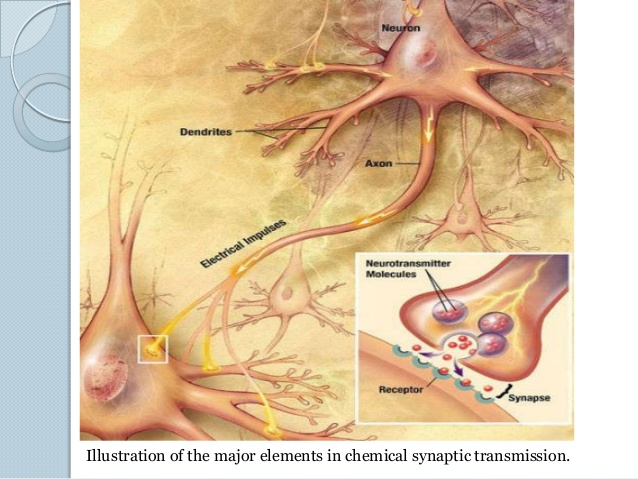 Neuron
Dendrites
Axon
Electrical Impulses
Neurotransmitter
Molecules
Receptor
Synapse
Illustration of the major elements in chemical synaptic transmission.